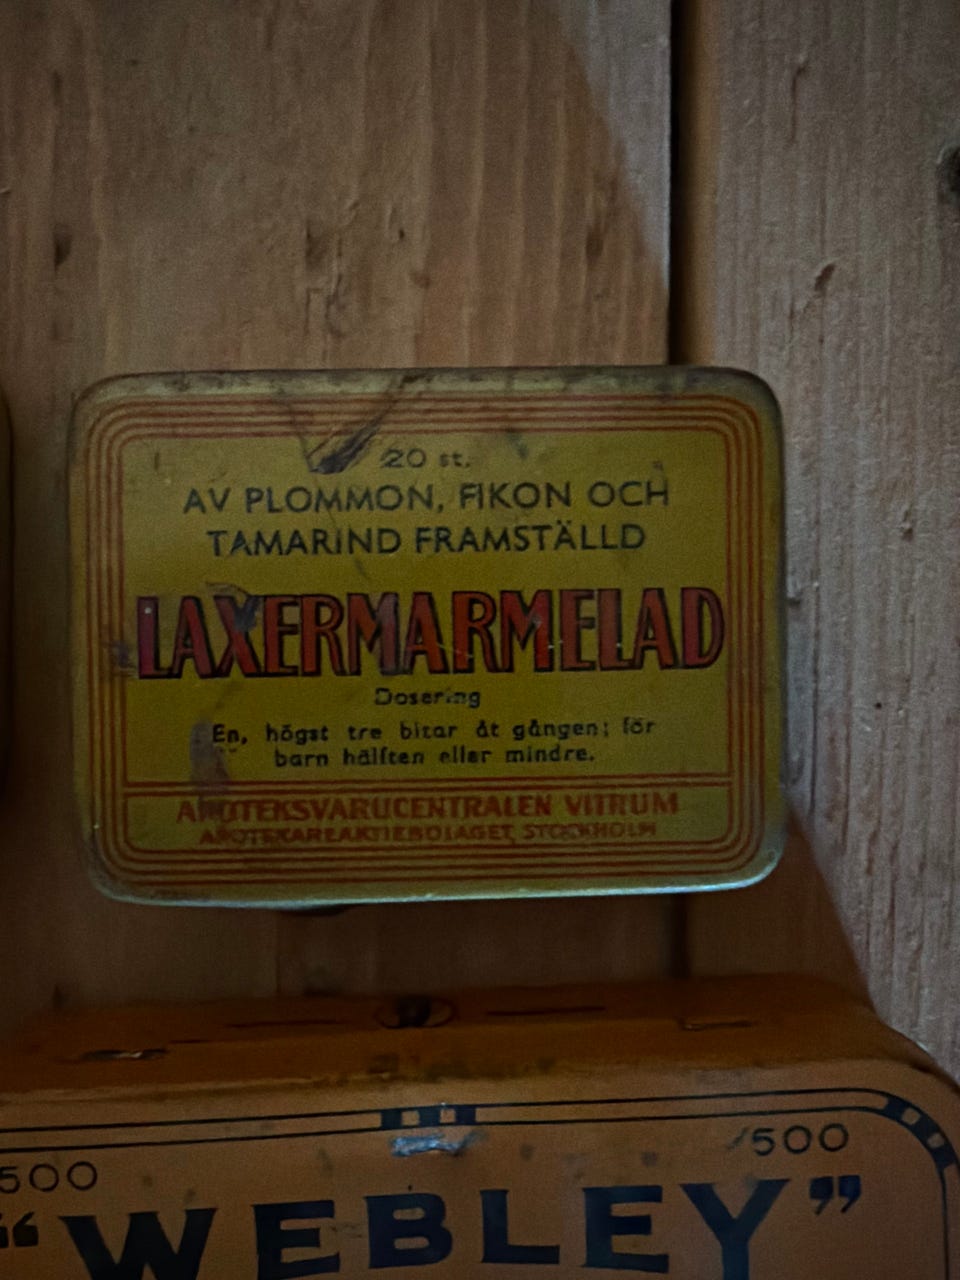 20 st.
AV PLOMMON, FIKON OCH
TAMARIND FRAMSTÄLLD
LAXERMARMELAD
Dosering
En, högst tre bitar åt gången; för
barn hälften eller mindre.
APOTEKSVARUCENTRALEN VITRUM
APOTEKAREAKTIEBOLAGET, STOCKHOLM
500 500
“WEBLEY”